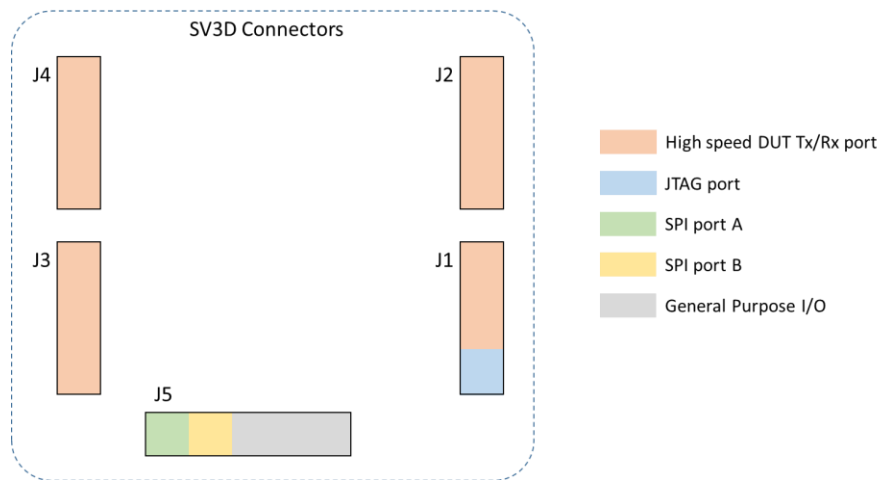 SV3D Connectors
J4
J2
J3
J1
J5
High speed DUT Tx/Rx port
JTAG port
SPI port A
SPI port B
General Purpose I/O